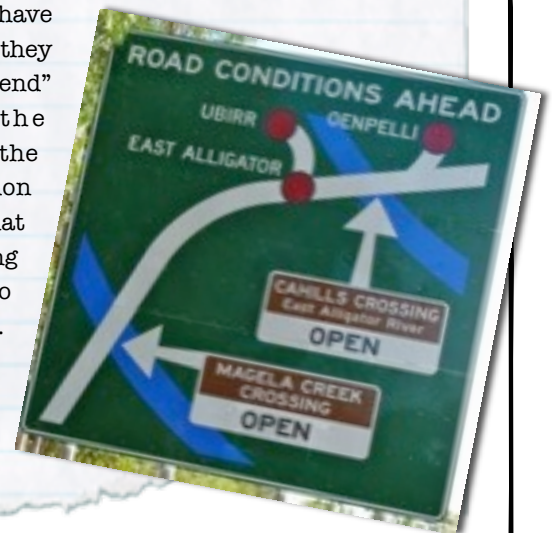 have
they
end”
the
the
on
at
ng
o
.
ROAD CONDITIONS AHEAD
UBIRR
OENPELLI
EAST ALLIGATOR
CAHILLS CROSSING
East Alligator River
OPEN
MAGELA CREEK
CROSSING
OPEN